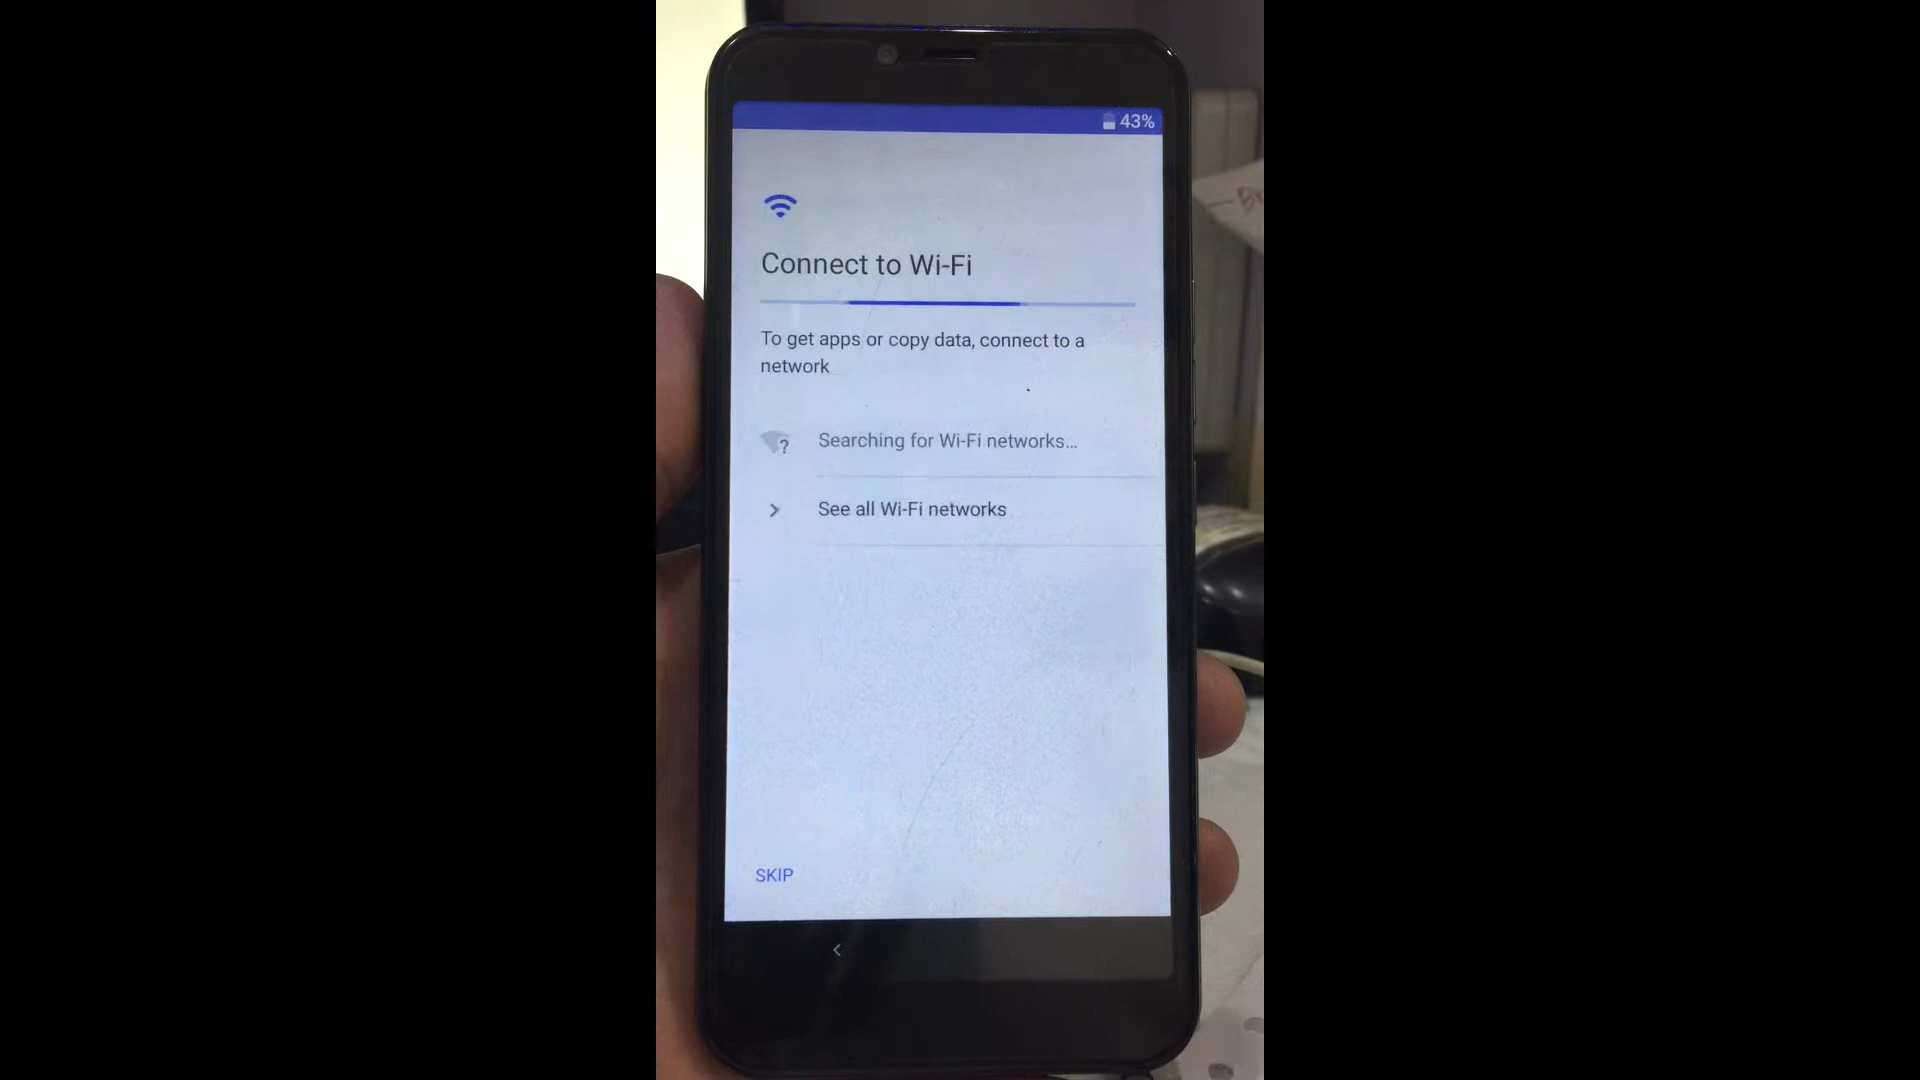 43%
Connect to Wi-Fi
To get apps or copy data, connect to a
network
Searching for Wi-Fi networks...
See all Wi-Fi networks
SKIP